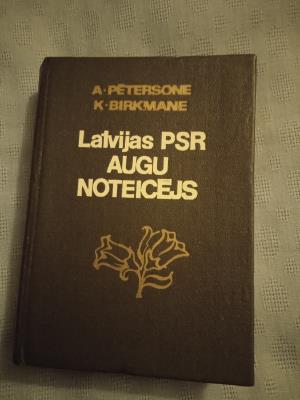 A·PĒTERSONE
K·BIRKMANE
Latvijas PSR
AUGU
NOTEICĒJS